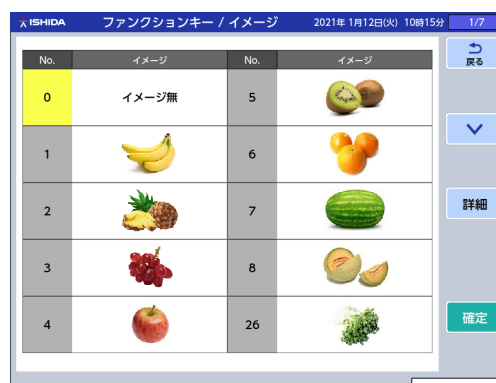 ISHIDA ファンクションキー / イメージ 2021年 1月12日(火) 10時15分 1/7
戻る
No. イメージ No. イメージ
0 イメージ無 5
1 6
2 7
詳細
3 8
4 26
確定